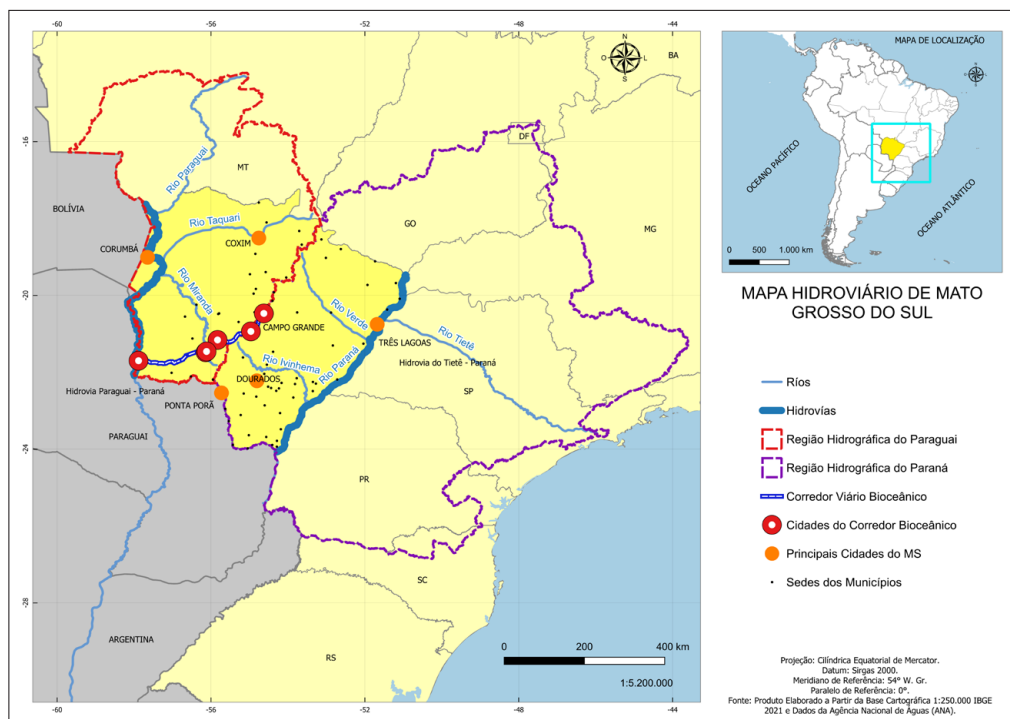 -60
-56
-52
-48
-44
N
O
L
S
BA
-16
DF
MT
Rio Paraguai
BOLÍVIA
Rio Taquari
GO
MG
CORUMBÁ
COXIM
-20
Rio Miranda
Rio Verde
CAMPO GRANDE
TRÊS LAGOAS
Rio Tietê
Rio Ivinhema
Rio Paraná
Hidrovia do Tietê - Paraná
DOURADOS
SP
Hidrovia Paraguai - Paraná
PONTA PORÃ
PARAGUAI
-24
PR
SC
-28
ARGENTINA
RS
0 200 400 km
1:5.200.000
-60
-56
-52
-48
-44
MAPA DE LOCALIZAÇÃO
N
O
L
S
OCEANO PACÍFICO
OCEANO ATLÂNTICO
0 500 1.000 km
MAPA HIDROVIÁRIO DE MATO
GROSSO DO SUL
Ríos
Hidrovías
Região Hidrográfica do Paraguai
Região Hidrográfica do Paraná
Corredor Viário Bioceânico
Cidades do Corredor Bioceânico
Principais Cidades do MS
Sedes dos Municípios
Projeção: Cilíndrica Equatorial de Mercator.
Datum: Sirgas 2000.
Meridiano de Referência: 54° W. Gr.
Paralelo de Referência: 0°.
Fonte: Produto Elaborado a Partir da Base Cartográfica 1:250.000 IBGE
2021 e Dados da Agência Nacional de Águas (ANA).